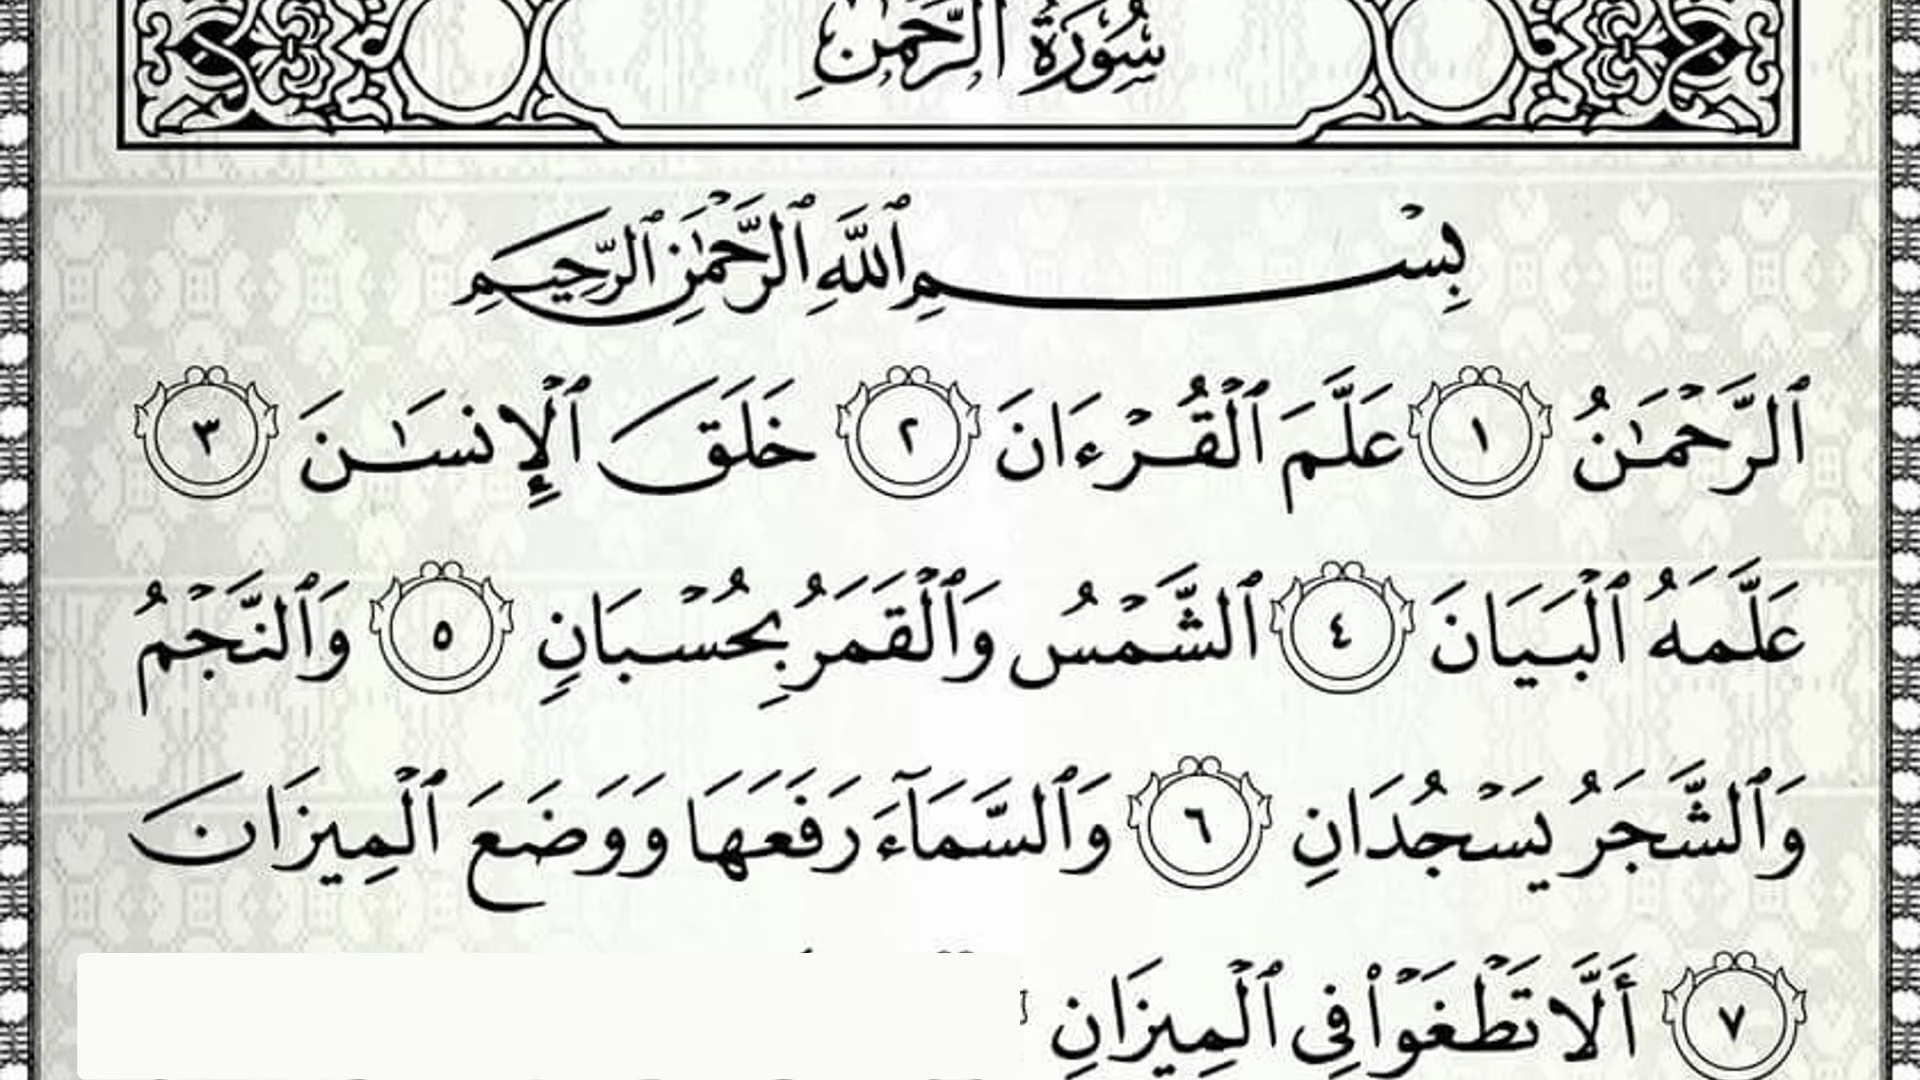 سُورَةُ الرَّحْمٰن
بِسْمِ ٱللَّهِ ٱلرَّحْمَٰنِ ٱلرَّحِيمِ
ٱلرَّحْمَٰنُ ١ عَلَّمَ ٱلْقُرْءَانَ ٢ خَلَقَ ٱلْإِنسَٰنَ ٣
عَلَّمَهُ ٱلْبَيَانَ ٤ ٱلشَّمْسُ وَٱلْقَمَرُ بِحُسْبَانٍ ٥ وَٱلنَّجْمُ
وَٱلشَّجَرُ يَسْجُدَانِ ٦ وَٱلسَّمَآءَ رَفَعَهَا وَوَضَعَ ٱلْمِيزَانَ
٧ أَلَّا تَطْغَوْا۟ فِى ٱلْمِيزَانِ